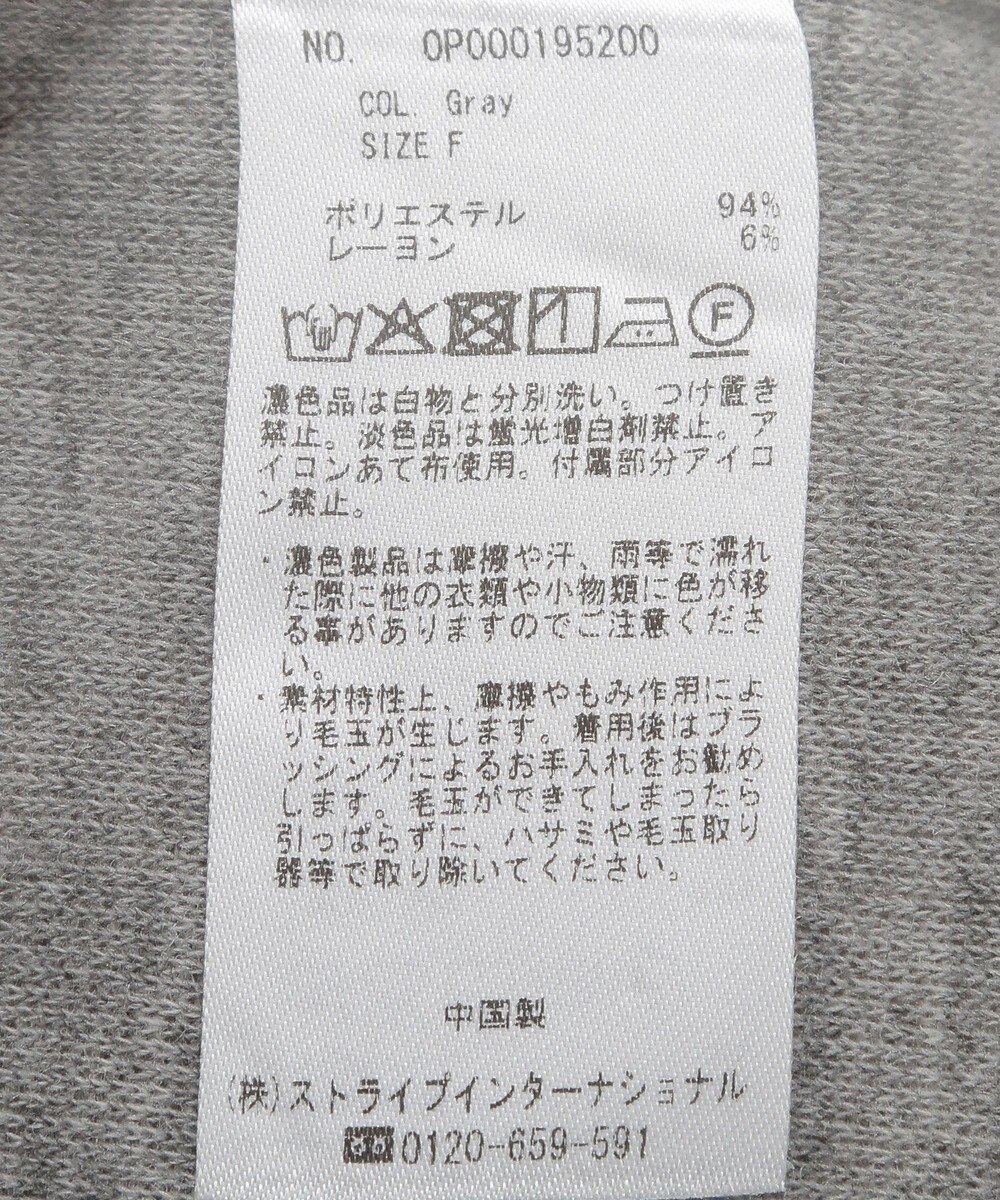 NO. OP000195200
COL. Gray
SIZE F
ポリエステル 94%
レーヨン 6%
F
濃色品は白物と分別洗い。つけ置き
禁止。淡色品は蛍光増白剤禁止。ア
イロンあて布使用。付属部分アイロ
ン禁止。
・濃色製品は摩擦や汗、雨等で濡れ
た際に他の衣類や小物類に色が移
る事がありますのでご注意くださ
い。
・素材特性上、摩擦やもみ作用によ
り毛玉が生じます。着用後はブラ
ッシングによるお手入れをお勧め
します。毛玉ができてしまったら
引っぱらずに、ハサミや毛玉取り
器等で取り除いてください。
中国製
(株)ストライプインターナショナル
0120-659-591